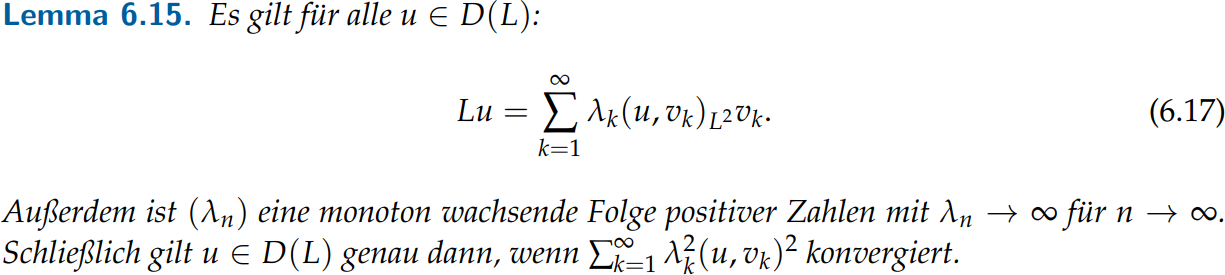 Lemma 6.15. Es gilt für alle u ∈ D(L):
Lu = ∑_{k=1}^{∞} λ_k(u, v_k)_{L²}v_k. (6.17)
Außerdem ist (λ_n) eine monoton wachsende Folge positiver Zahlen mit λ_n → ∞ für n → ∞.
Schließlich gilt u ∈ D(L) genau dann, wenn ∑_{k=1}^{∞} λ_k^2(u, v_k)^2 konvergiert.